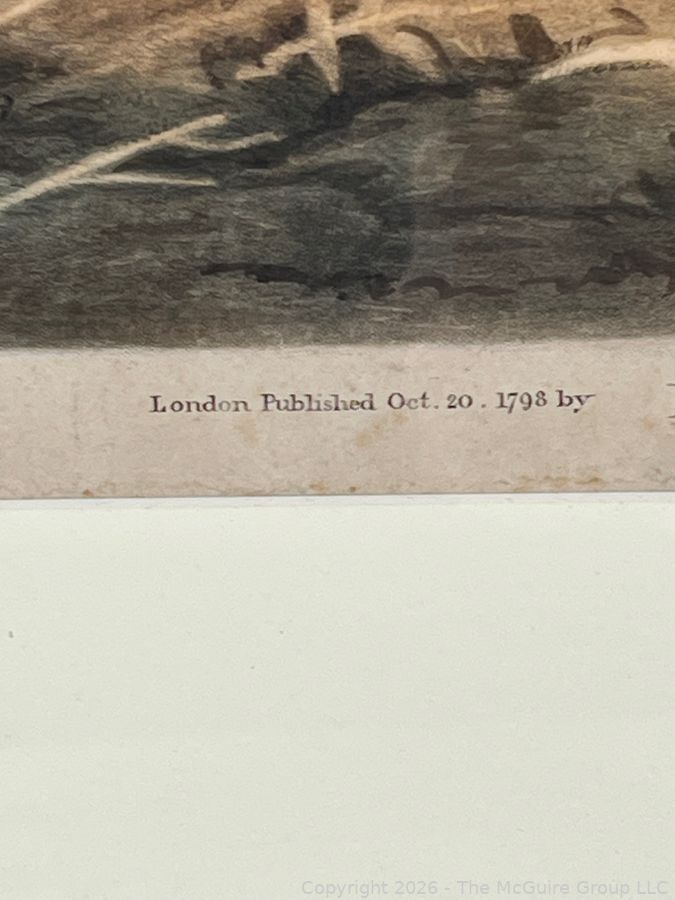 London Published Oct. 20. 1798 by
Copyright 2026 - The McGuire Group LLC